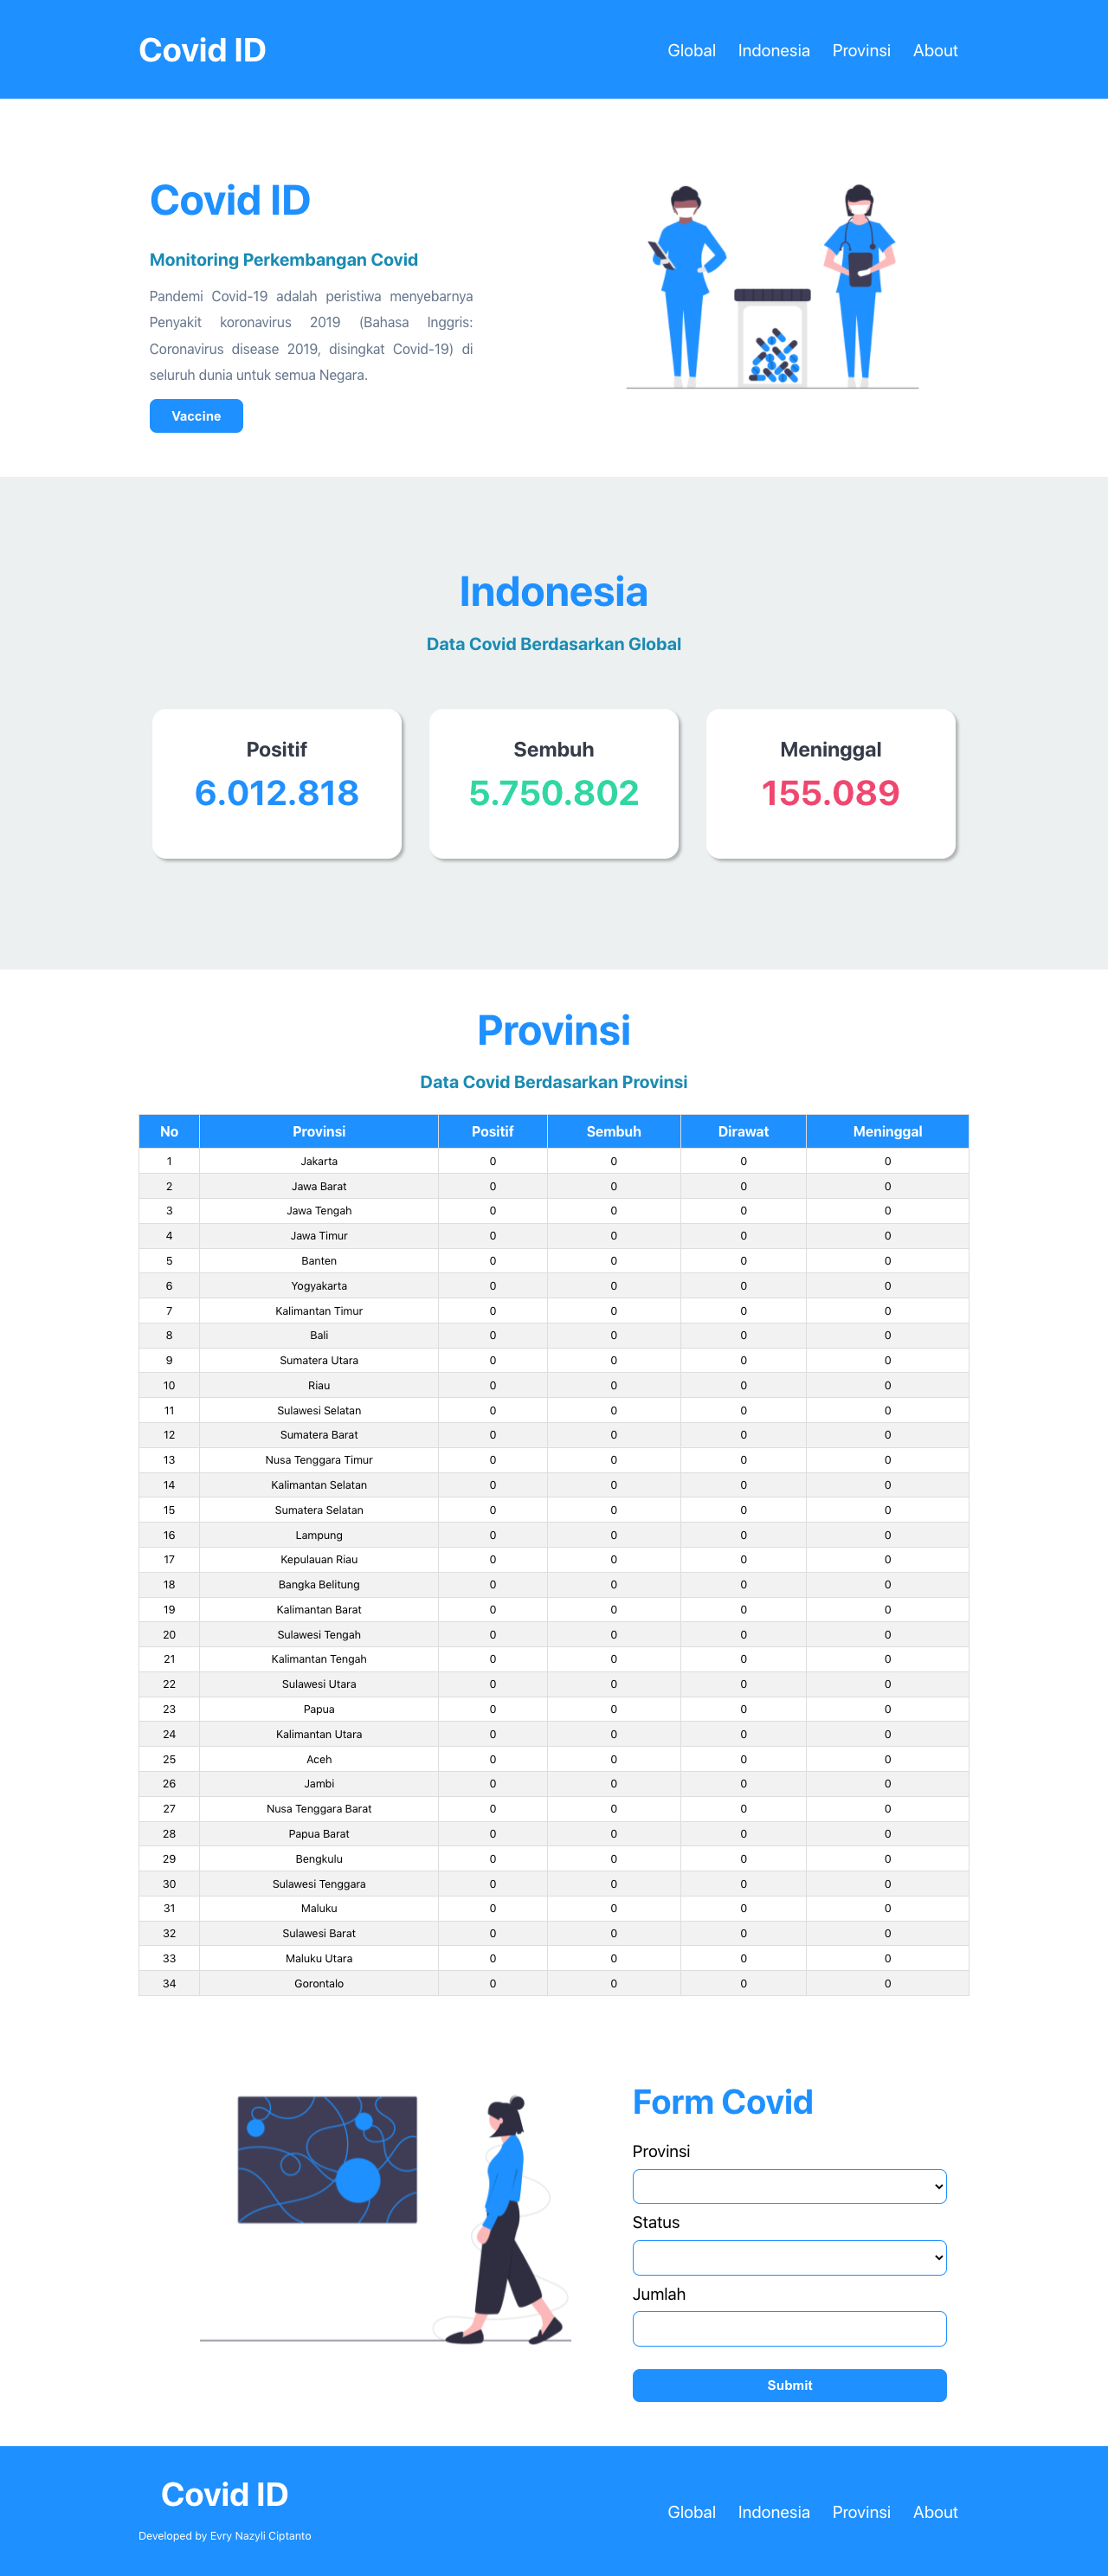 Covid ID
Global Indonesia Provinsi About
Covid ID
Monitoring Perkembangan Covid
Pandemi Covid-19 adalah peristiwa menyebarnya
Penyakit koronavirus 2019 (Bahasa Inggris:
Coronavirus disease 2019, disingkat Covid-19) di
seluruh dunia untuk semua Negara.
Vaccine
Indonesia
Data Covid Berdasarkan Global
Positif
6.012.818
Sembuh
5.750.802
Meninggal
155.089
Provinsi
Data Covid Berdasarkan Provinsi
No Provinsi Positif Sembuh Dirawat Meninggal
1 Jakarta 0 0 0 0
2 Jawa Barat 0 0 0 0
3 Jawa Tengah 0 0 0 0
4 Jawa Timur 0 0 0 0
5 Banten 0 0 0 0
6 Yogyakarta 0 0 0 0
7 Kalimantan Timur 0 0 0 0
8 Bali 0 0 0 0
9 Sumatera Utara 0 0 0 0
10 Riau 0 0 0 0
11 Sulawesi Selatan 0 0 0 0
12 Sumatera Barat 0 0 0 0
13 Nusa Tenggara Timur 0 0 0 0
14 Kalimantan Selatan 0 0 0 0
15 Sumatera Selatan 0 0 0 0
16 Lampung 0 0 0 0
17 Kepulauan Riau 0 0 0 0
18 Bangka Belitung 0 0 0 0
19 Kalimantan Barat 0 0 0 0
20 Sulawesi Tengah 0 0 0 0
21 Kalimantan Tengah 0 0 0 0
22 Sulawesi Utara 0 0 0 0
23 Papua 0 0 0 0
24 Kalimantan Utara 0 0 0 0
25 Aceh 0 0 0 0
26 Jambi 0 0 0 0
27 Nusa Tenggara Barat 0 0 0 0
28 Papua Barat 0 0 0 0
29 Bengkulu 0 0 0 0
30 Sulawesi Tenggara 0 0 0 0
31 Maluku 0 0 0 0
32 Sulawesi Barat 0 0 0 0
33 Maluku Utara 0 0 0 0
34 Gorontalo 0 0 0 0
Form Covid
Provinsi
Status
Jumlah
Submit
Covid ID
Developed by Evry Nazyli Ciptanto
Global Indonesia Provinsi About